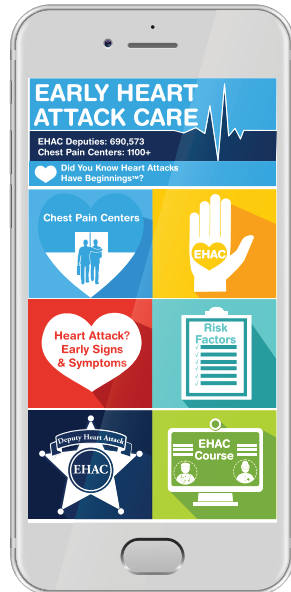 EARLY HEART
ATTACK CARE
EHAC Deputies: 690,573
Chest Pain Centers: 1100+
Did You Know Heart Attacks
Have Beginnings™?
Chest Pain Centers
EHAC
Heart Attack?
Early Signs
& Symptoms
Risk
Factors
Deputy Heart Attack
EHAC
EHAC
Course